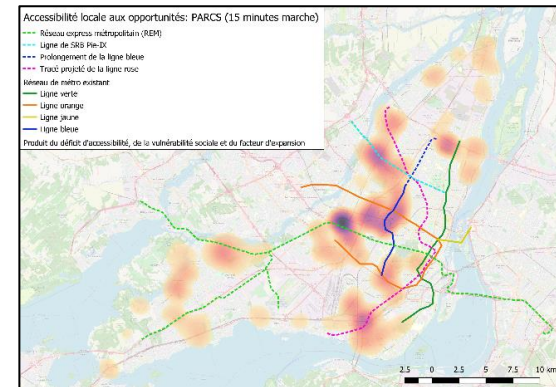 Accessibilité locale aux opportunités: PARCS (15 minutes marche)
Réseau express métropolitain (REM)
Ligne de SRB Pie-IX
Prolongement de la ligne bleue
Tracé projeté de la ligne rose
Réseau de métro existant
Ligne verte
Ligne orange
Ligne jaune
Ligne bleue
Produit du déficit d'accessibilité, de la vulnérabilité sociale et du facteur d'expansion
2.5 0 2.5 5 7.5 10 km